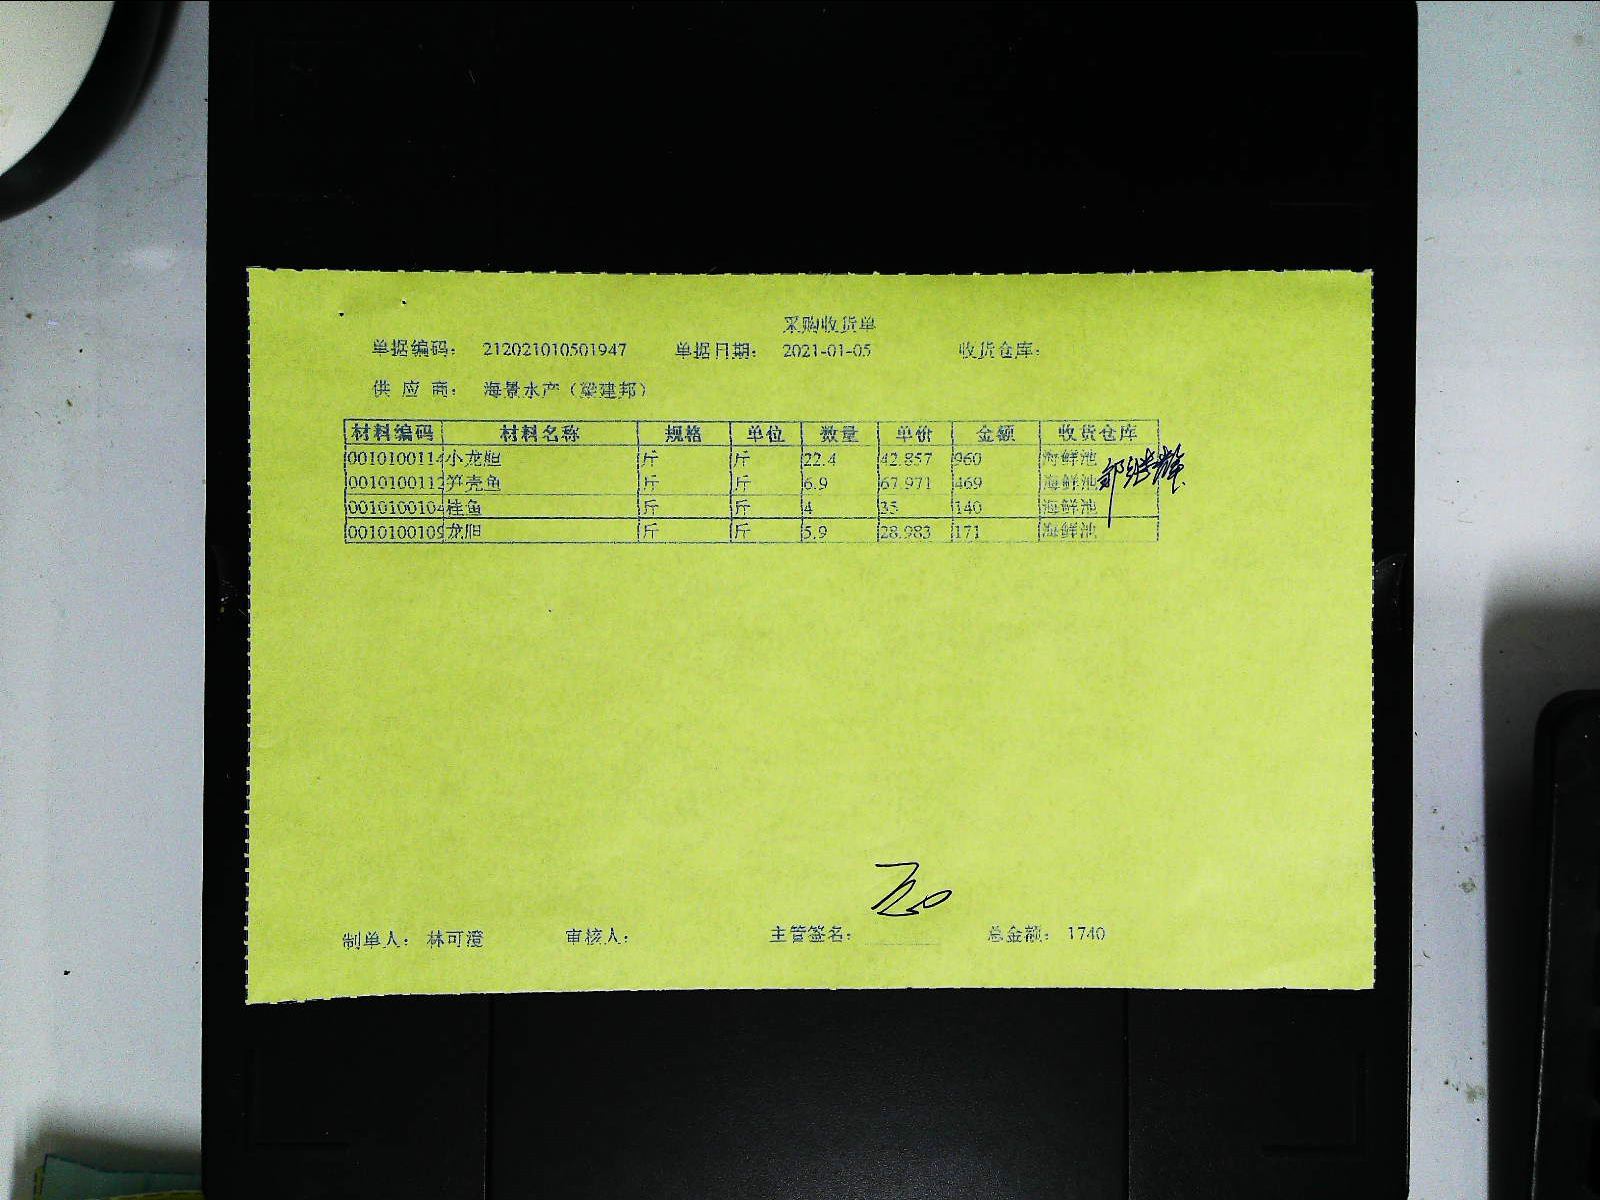 采购收货单
单据编码: 212021010501947 单据日期: 2021-01-05 收货仓库:
供 应 商: 海景水产（梁建邦）
材料编码 材料名称 规格 单位 数量 单价 金额 收货仓库
0010100114 小龙胆 斤 斤 22.4 42.857 960 海鲜池
0010100112 笋壳鱼 斤 斤 6.9 67.971 469 海鲜池
0010100104 桂鱼 斤 斤 4 35 140 海鲜池
0010100109 龙胆 斤 斤 5.9 28.983 171 海鲜池
制单人: 林可澄 审核人: 主管签名: 总金额: 1740